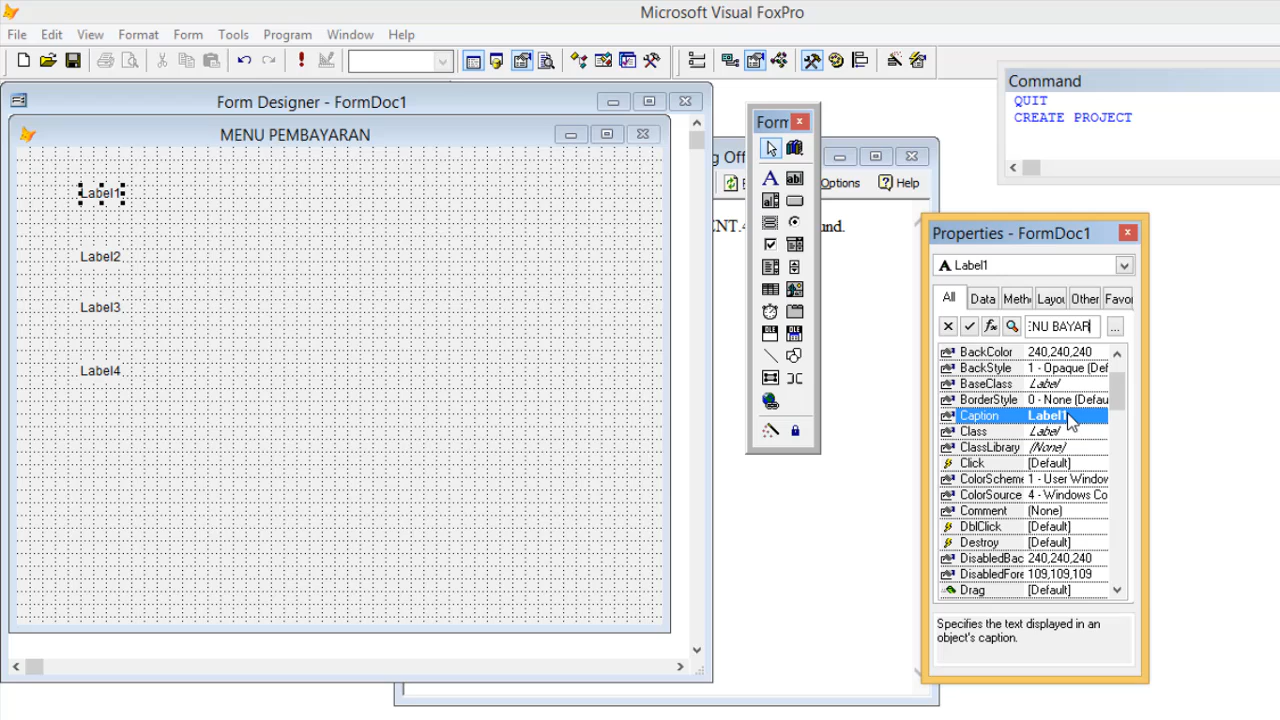 Microsoft Visual FoxPro
File Edit View Format Form Tools Program Window Help
Form Designer - FormDoc1
MENU PEMBAYARAN
Label1
Label2
Label3
Label4
Form
Options
Help
Command
QUIT
CREATE PROJECT
Properties - FormDoc1
A Label1
All Data Meth Layou Other Favo
ENU BAYAR ...
BackColor 240,240,240
BackStyle 1 - Opaque (Def
BaseClass Label
BorderStyle 0 - None (Defau
Caption Label1
Class Label
ClassLibrary (None)
Click [Default]
ColorScheme 1 - User Window
ColorSource 4 - Windows Co
Comment (None)
DblClick [Default]
Destroy [Default]
DisabledBac 240,240,240
DisabledFore 109,109,109
Drag [Default]
Specifies the text displayed in an
object's caption.